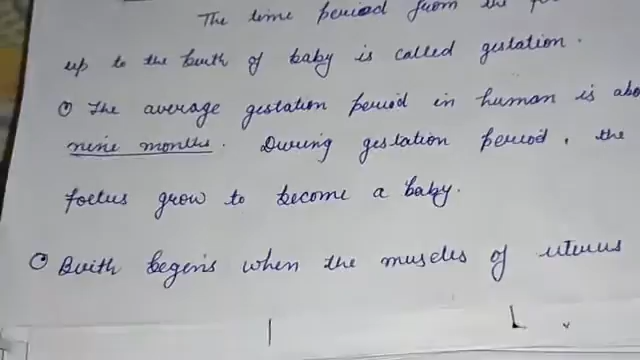 The time period from the
up to the birth of baby is called gestation.
The average gestation period in human is
nine months. During gestation period, the
foetus grow to become a baby.
Birth begins when the muscles of uterus